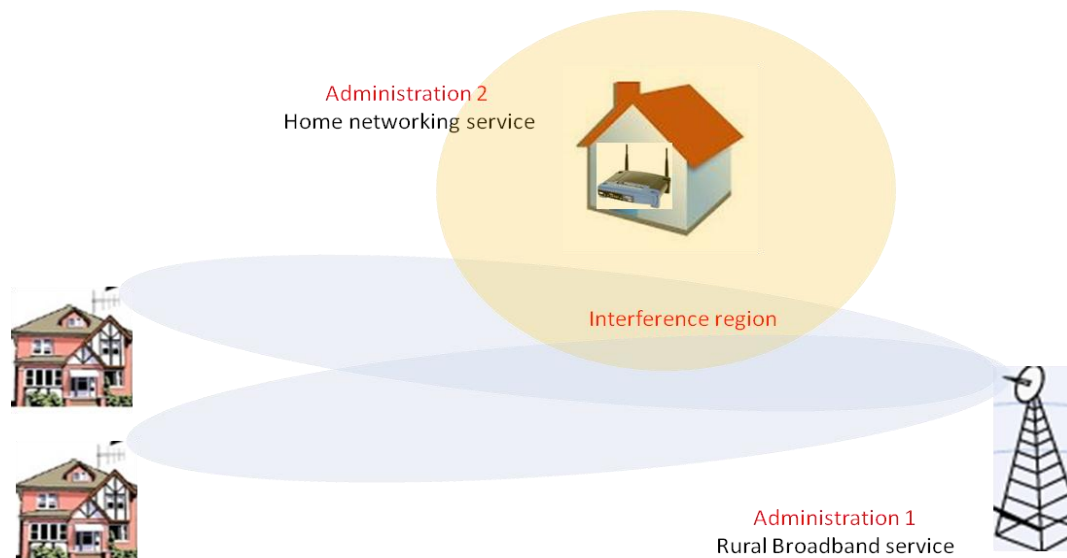 Administration 2
Home networking service
Interference region
Administration 1
Rural Broadband service